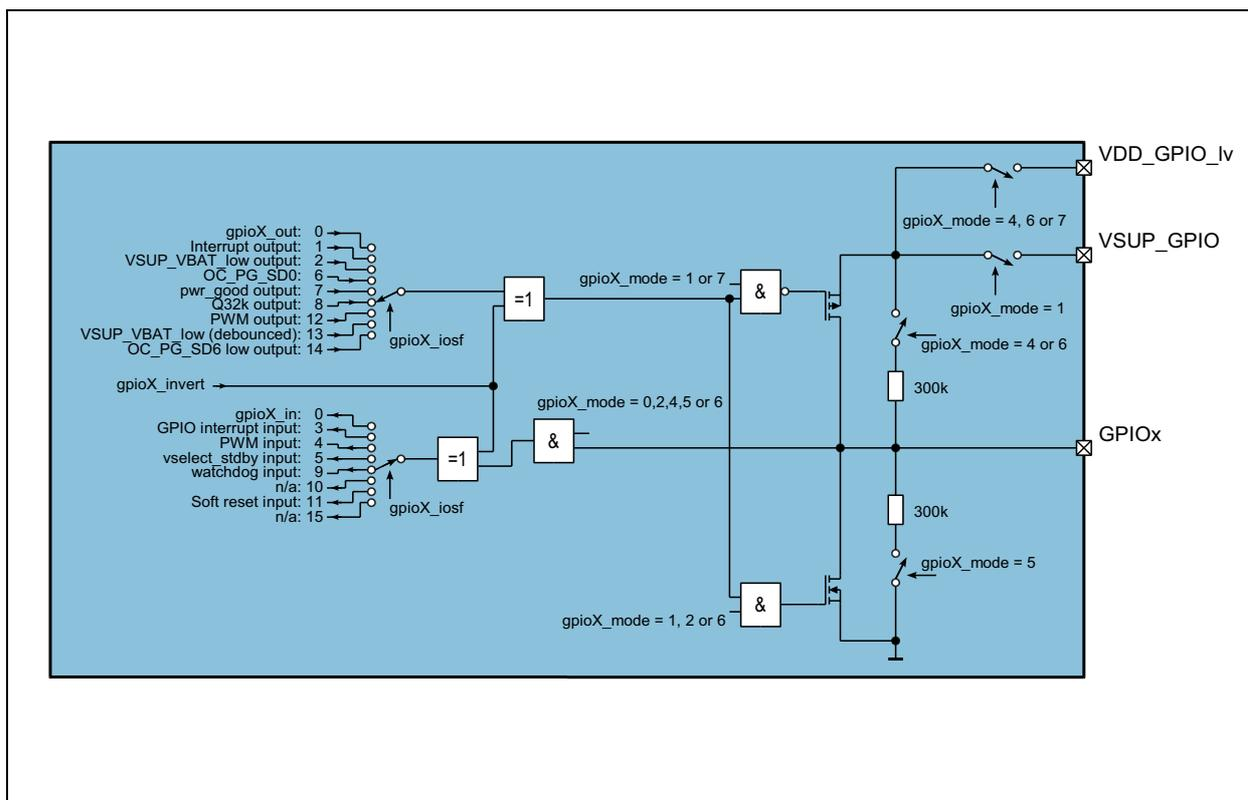 VDD_GPIO_lv
gpioX_mode = 4, 6 or 7
gpioX_out: 0
Interrupt output: 1
VSUP_VBAT_low output: 2
OC_PG_SD0: 6
pwr_good output: 7
Q32k output: 8
PWM output: 12
VSUP_VBAT_low (debounced): 13
OC_PG_SD6 low output: 14
gpioX_iosf
=1
gpioX_mode = 1 or 7
&
VSUP_GPIO
gpioX_mode = 1
gpioX_mode = 4 or 6
300k
gpioX_invert
gpioX_in: 0
GPIO interrupt input: 3
PWM input: 4
vselect_stdby input: 5
watchdog input: 9
n/a: 10
Soft reset input: 11
n/a: 15
gpioX_iosf
=1
gpioX_mode = 0,2,4,5 or 6
&
GPIOx
300k
gpioX_mode = 5
&
gpioX_mode = 1, 2 or 6